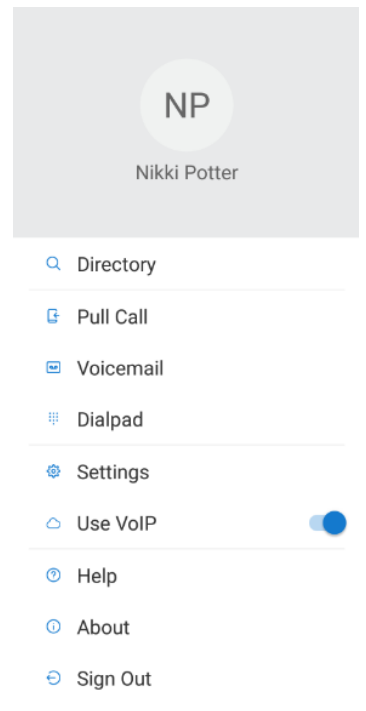 NP
Nikki Potter
Directory
Pull Call
Voicemail
Dialpad
Settings
Use VoIP
Help
About
Sign Out